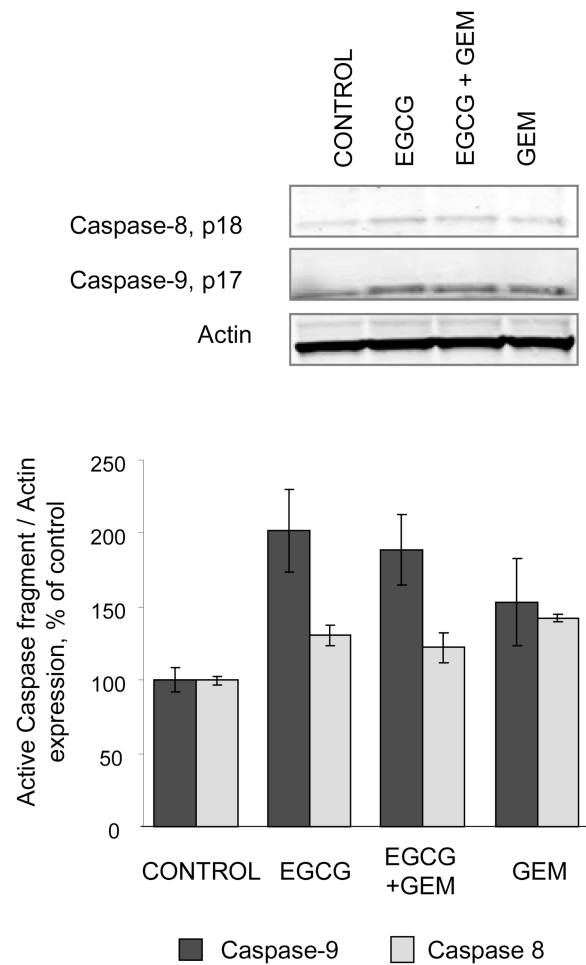 CONTROL
EGCG
EGCG + GEM
GEM
Caspase-8, p18
Caspase-9, p17
Actin
Active Caspase fragment / Actin
expression, % of control
250
200
150
100
50
0
CONTROL
EGCG
EGCG
+GEM
GEM
Caspase-9
Caspase 8